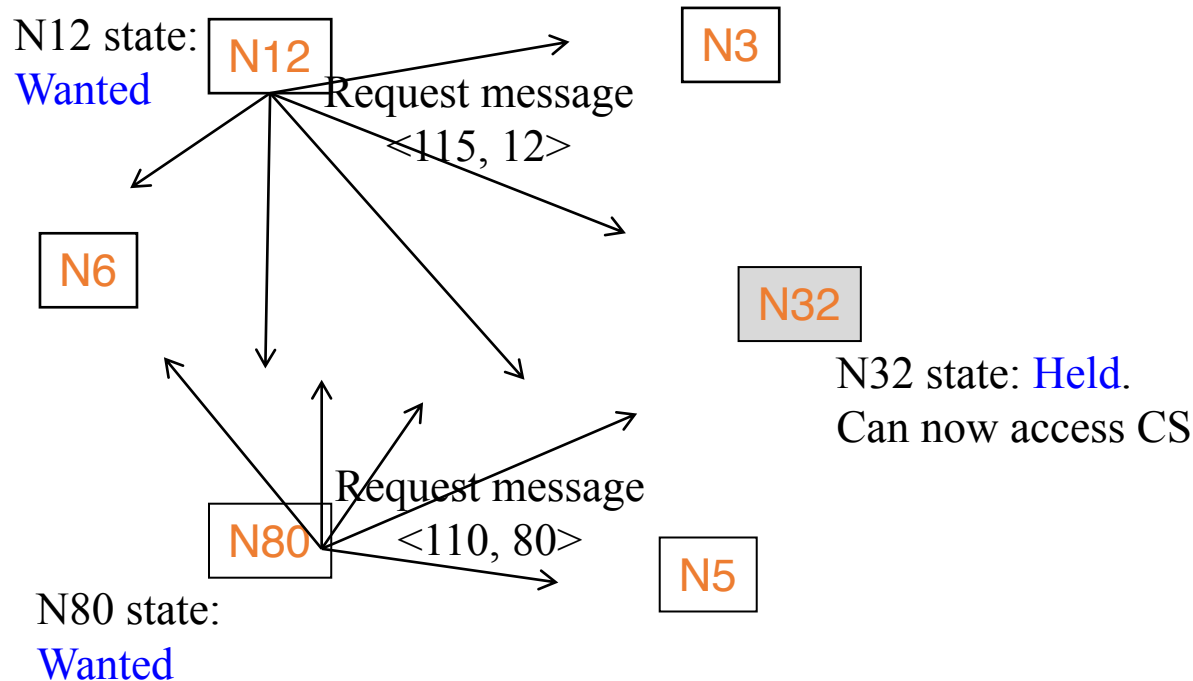 N12 state:
Wanted
N12
N3
Request message
<115, 12>
N6
N32
N32 state: Held.
Can now access CS
Request message
<110, 80>
N80
N5
N80 state:
Wanted